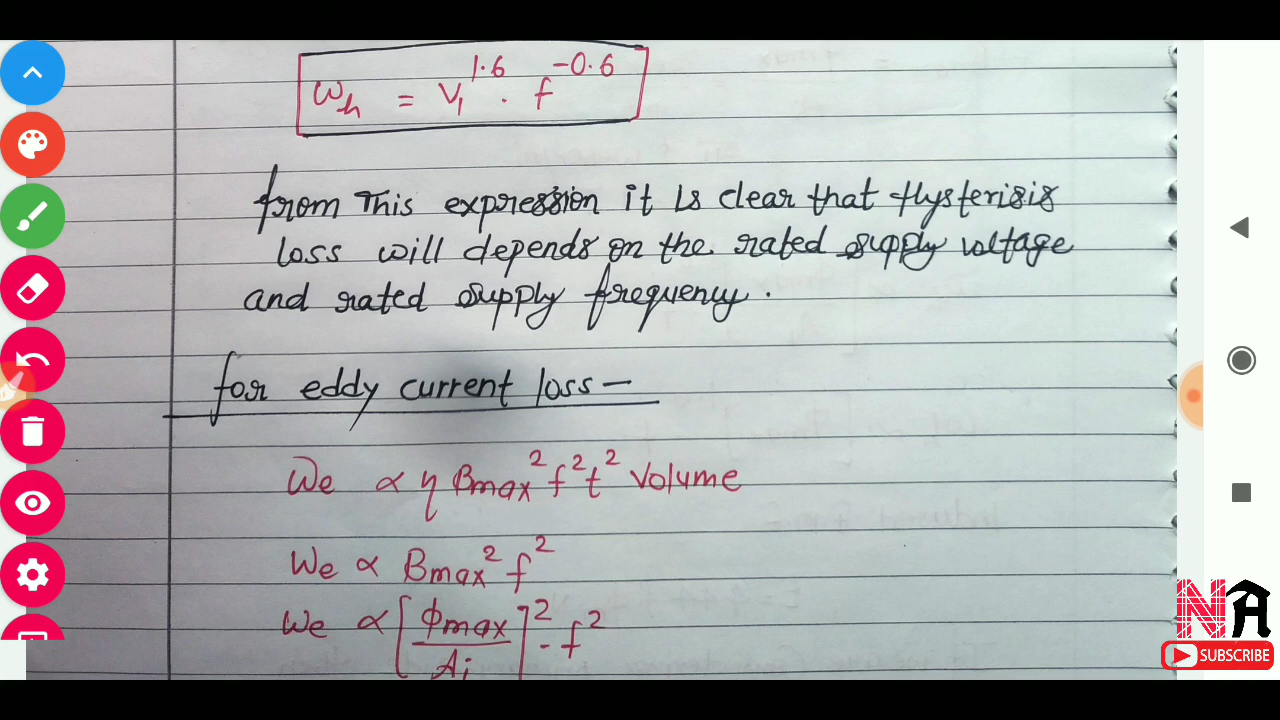 Wh = V₁^1.6 . f^-0.6
from This expression it is clear that Hysterisis
loss will depends on the rated supply voltage
and rated supply frequency.
for eddy current loss —
We ∝ η Bmax² f² t² Volume
We ∝ Bmax² f²
We ∝ [ϕmax/Ai]² - f²
NA
SUBSCRIBE